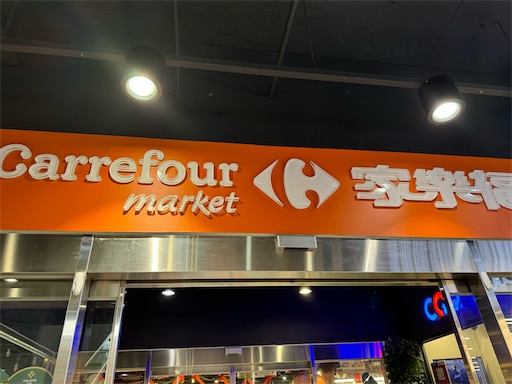 Carrefour
market
家樂福